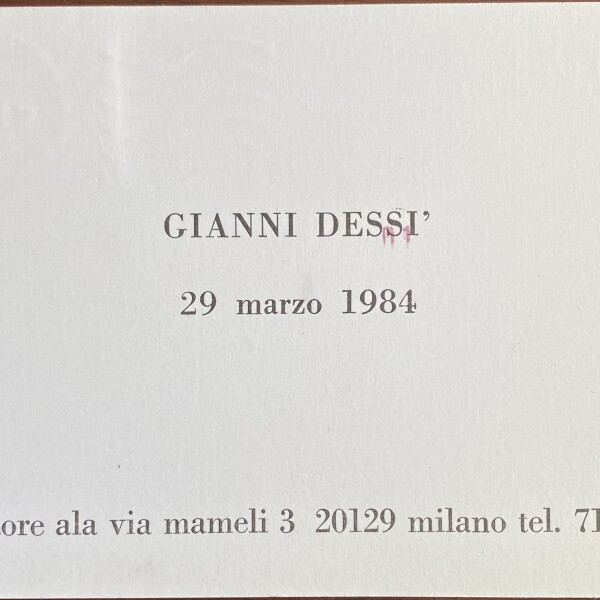 GIANNI DESSI'
29 marzo 1984
ore ala via mameli 3 20129 milano tel. 71